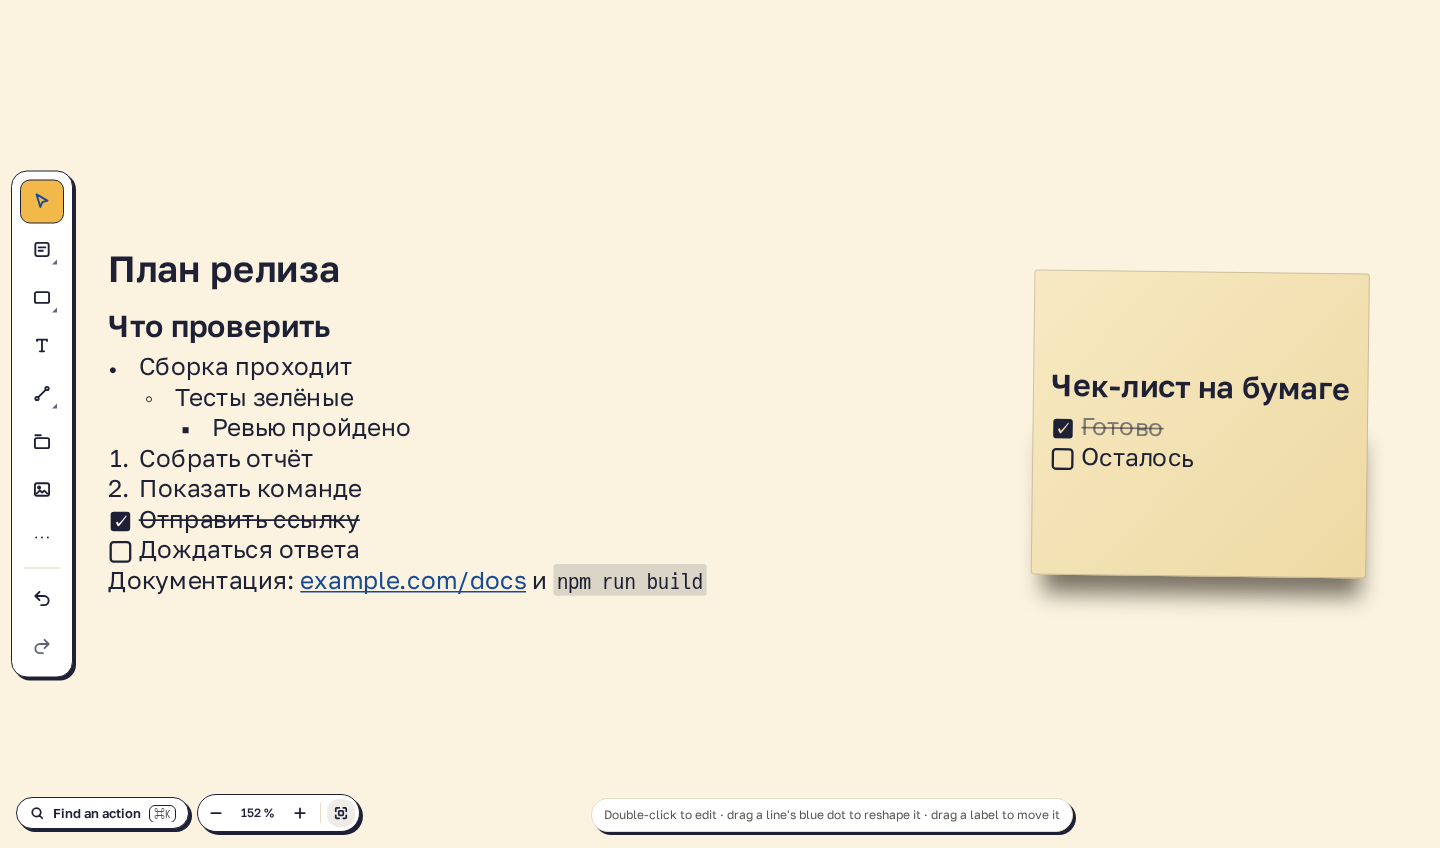 План релиза
Что проверить
• Сборка проходит
◦ Тесты зелёные
▪ Ревью пройдено
1. Собрать отчёт
2. Показать команде
Отправить ссылку
Дождаться ответа
Документация: example.com/docs и npm run build
Чек-лист на бумаге
Готово
Осталось
Find an action ⌘K
152 %
Double-click to edit · drag a line's blue dot to reshape it · drag a label to move it